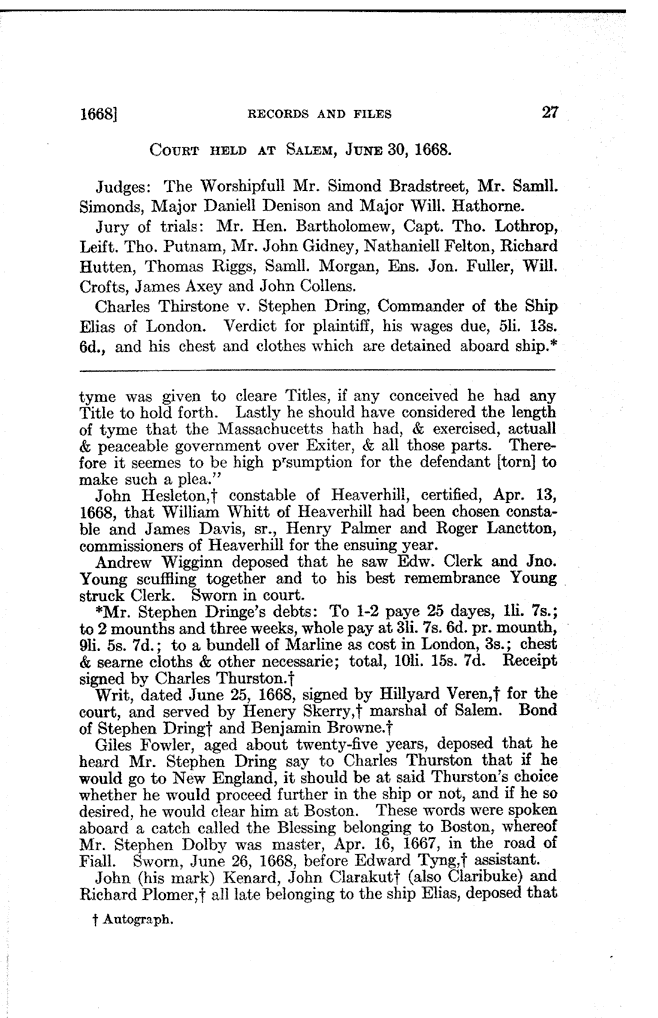 1668]	RECORDS AND FILES	27
COURT HELD AT SALEM, JUNE 30, 1668.
Judges: The Worshipfull Mr. Simond Bradstreet, Mr. Samll.
Simonds, Major Daniell Denison and Major Will. Hathorne.
Jury of trials: Mr. Hen. Bartholomew, Capt. Tho. Lothrop,
Leift. Tho. Putnam, Mr. John Gidney, Nathaniell Felton, Richard
Hutten, Thomas Riggs, Samll. Morgan, Ens. Jon. Fuller, Will.
Crofts, James Axey and John Collens.
Charles Thirstone v. Stephen Dring, Commander of the Ship
Elias of London. Verdict for plaintiff, his wages due, 5li. 13s.
6d., and his chest and clothes which are detained aboard ship.*
tyme was given to cleare Titles, if any conceived he had any
Title to hold forth. Lastly he should have considered the length
of tyme that the Massachucetts hath had, & exercised, actuall
& peaceable government over Exiter, & all those parts. There-
fore it seemes to be high p'sumption for the defendant [torn] to
make such a plea."
John Hesleton,† constable of Heaverhill, certified, Apr. 13,
1668, that William Whitt of Heaverhill had been chosen consta-
ble and James Davis, sr., Henry Palmer and Roger Lanctton,
commissioners of Heaverhill for the ensuing year.
Andrew Wigginn deposed that he saw Edw. Clerk and Jno.
Young scuffling together and to his best remembrance Young
struck Clerk. Sworn in court.
*Mr. Stephen Dringe's debts: To 1-2 paye 25 dayes, 1li. 7s.;
to 2 mounths and three weeks, whole pay at 3li. 7s. 6d. pr. mounth,
9li. 5s. 7d.; to a bundell of Marline as cost in London, 3s.; chest
& searne cloths & other necessarie; total, 10li. 15s. 7d. Receipt
signed by Charles Thurston.†
Writ, dated June 25, 1668, signed by Hillyard Veren,† for the
court, and served by Henery Skerry,† marshal of Salem. Bond
of Stephen Dring† and Benjamin Browne.†
Giles Fowler, aged about twenty-five years, deposed that he
heard Mr. Stephen Dring say to Charles Thurston that if he
would go to New England, it should be at said Thurston's choice
whether he would proceed further in the ship or not, and if he so
desired, he would clear him at Boston. These words were spoken
aboard a catch called the Blessing belonging to Boston, whereof
Mr. Stephen Dolby was master, Apr. 16, 1667, in the road of
Fiall. Sworn, June 26, 1668, before Edward Tyng,† assistant.
John (his mark) Kenard, John Clarakut† (also Claribuke) and
Richard Plomer,† all late belonging to the ship Elias, deposed that
† Autograph.